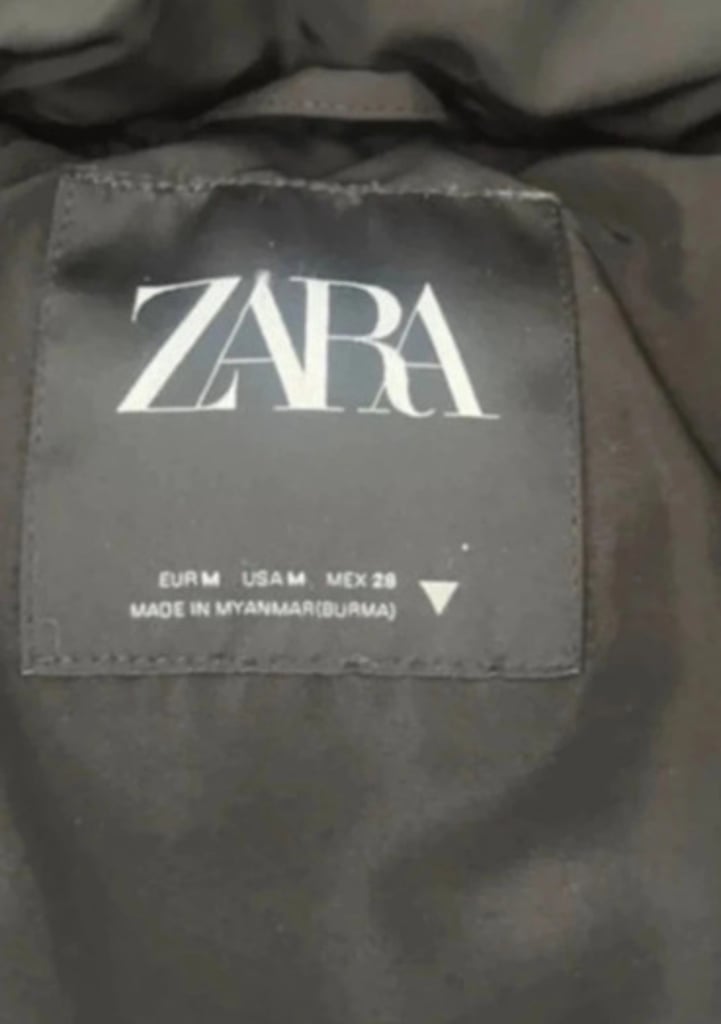 ZARA
EUR M USA M MEX 28
MADE IN MYANMAR(BURMA)